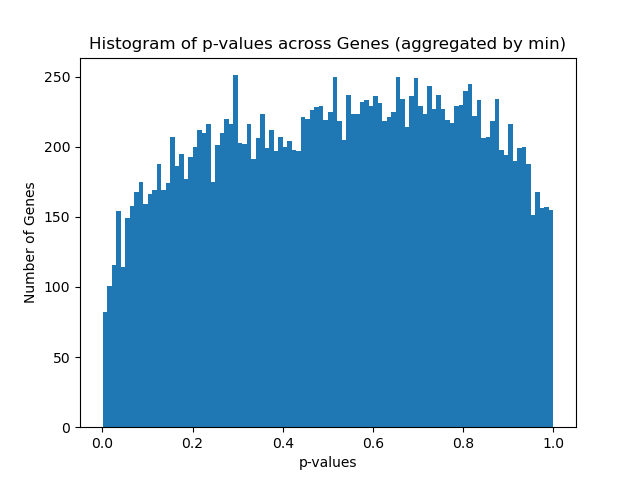 Histogram of p-values across Genes (aggregated by min)
Number of Genes
250
200
150
100
50
0
0.0 0.2 0.4 0.6 0.8 1.0
p-values